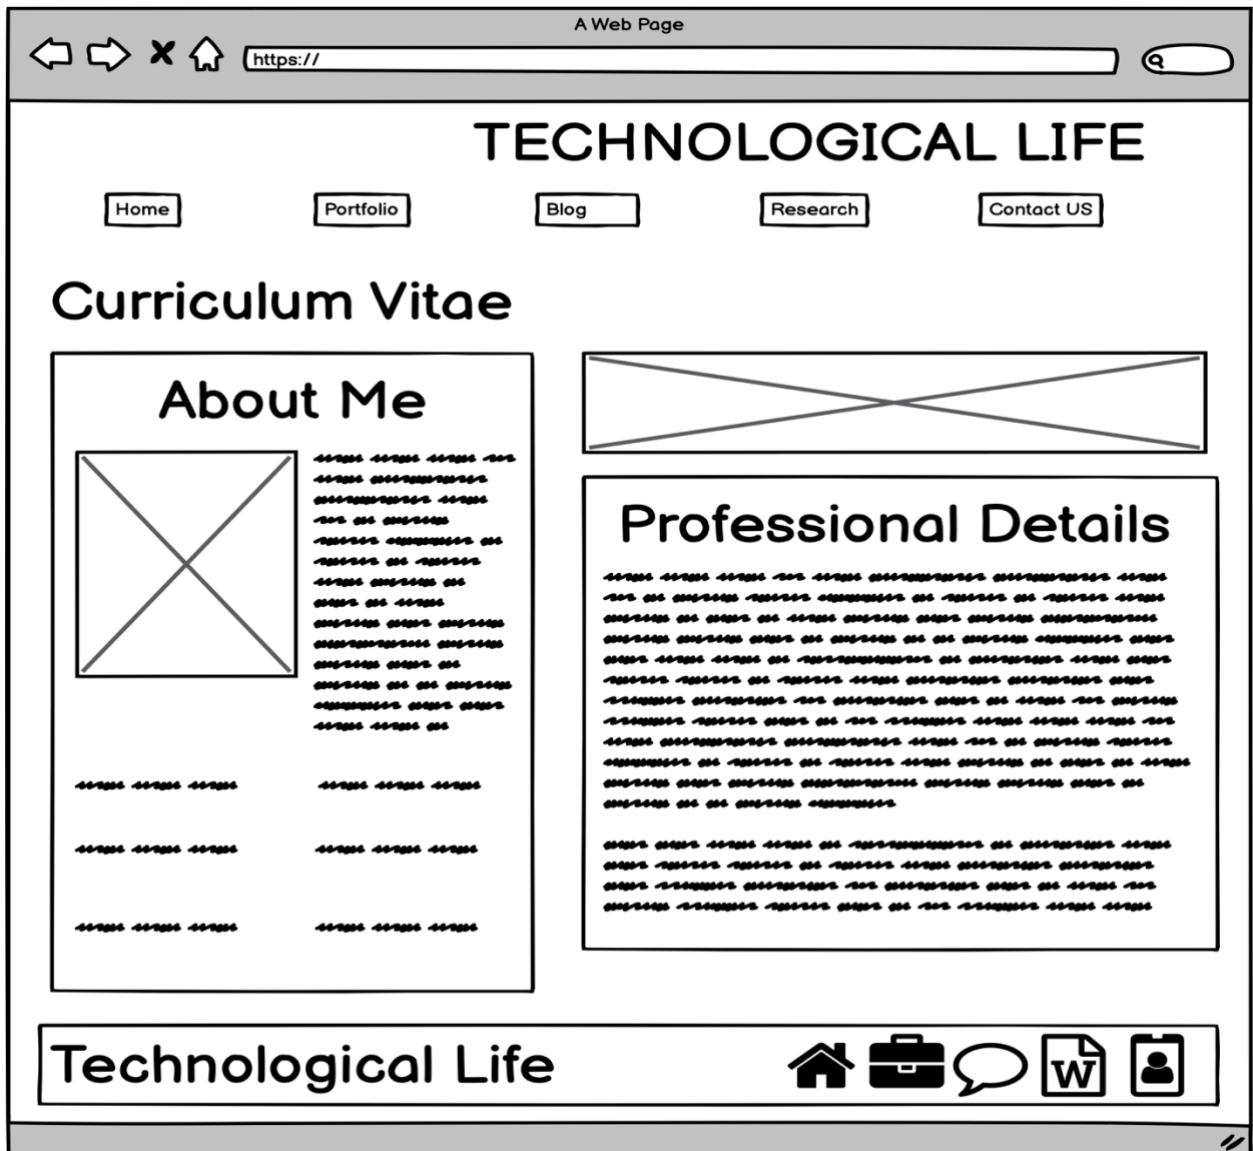 A Web Page
https://
TECHNOLOGICAL LIFE
Home
Portfolio
Blog
Research
Contact US
Curriculum Vitae
About Me
Professional Details
Technological Life
W